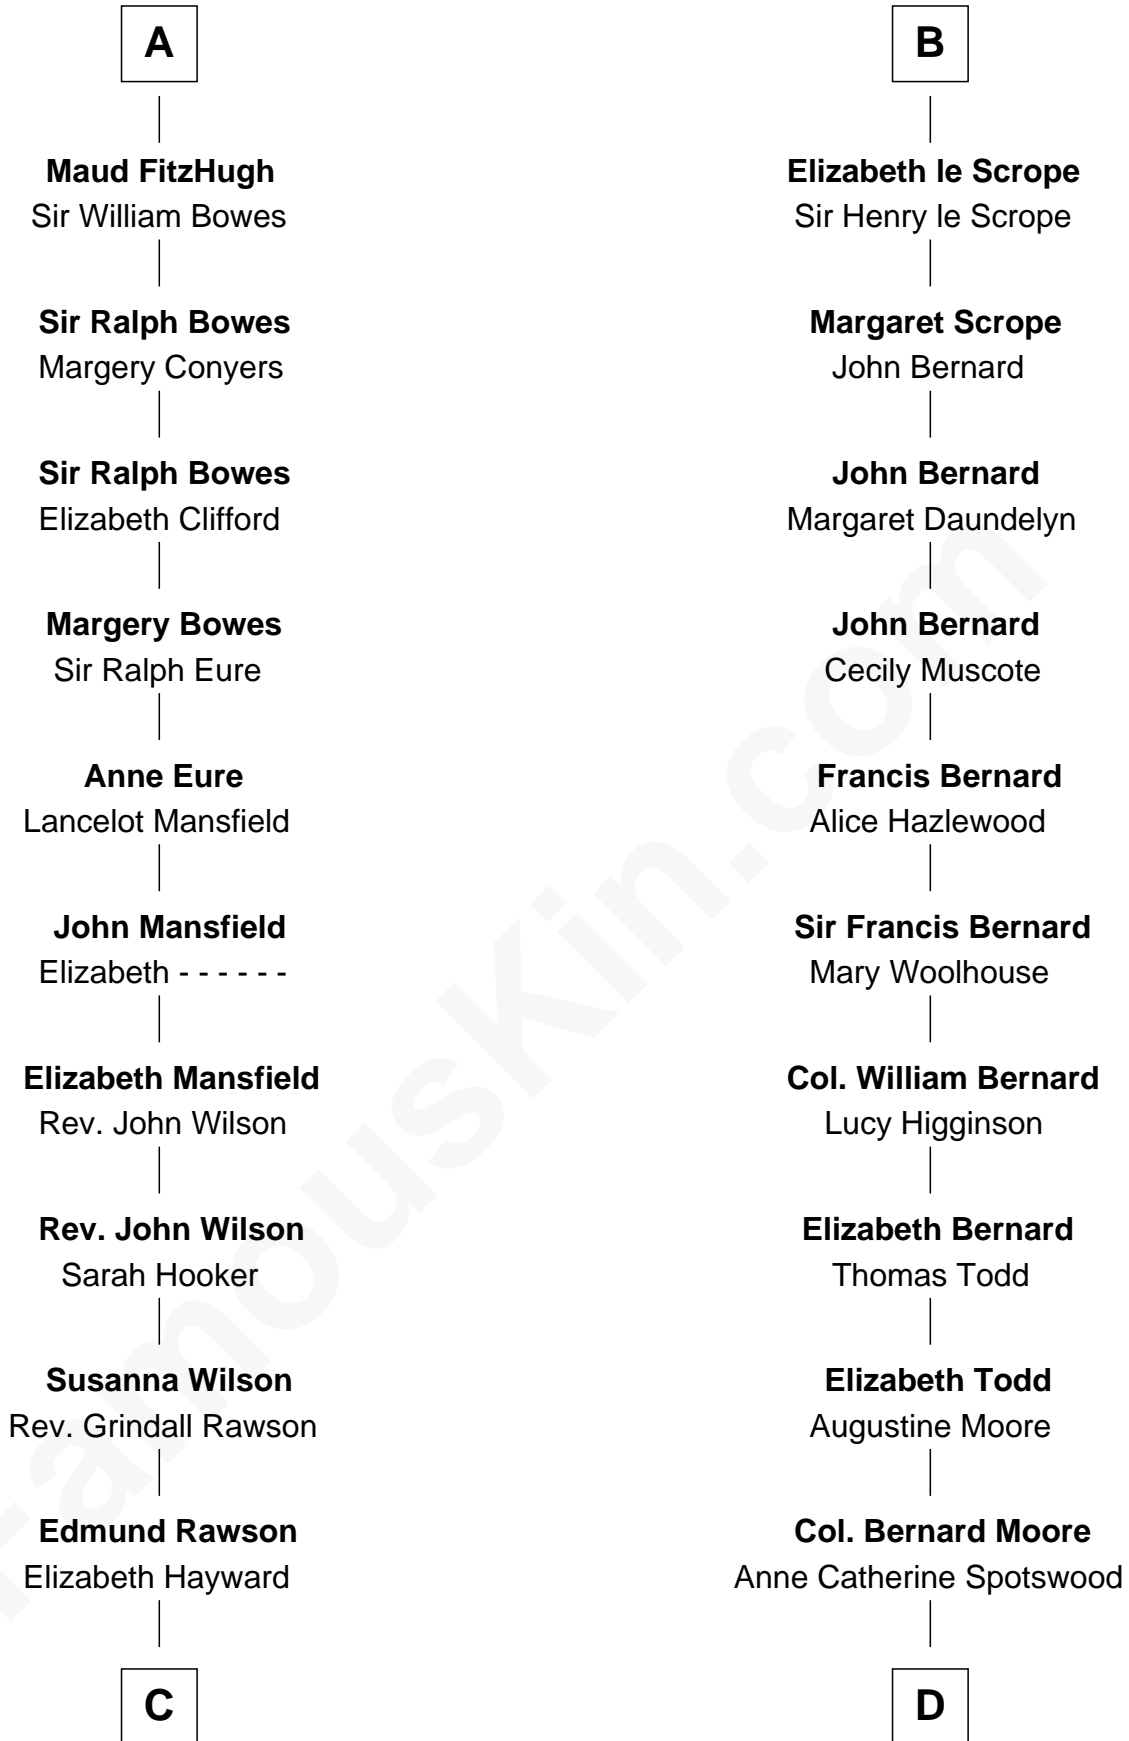 A
Maud FitzHugh
Sir William Bowes
Sir Ralph Bowes
Margery Conyers
Sir Ralph Bowes
Elizabeth Clifford
Margery Bowes
Sir Ralph Eure
Anne Eure
Lancelot Mansfield
John Mansfield
Elizabeth - - - - - -
Elizabeth Mansfield
Rev. John Wilson
Rev. John Wilson
Sarah Hooker
Susanna Wilson
Rev. Grindall Rawson
Edmund Rawson
Elizabeth Hayward
C
B
Elizabeth le Scrope
Sir Henry le Scrope
Margaret Scrope
John Bernard
John Bernard
Margaret Daundelyn
John Bernard
Cecily Muscote
Francis Bernard
Alice Hazlewood
Sir Francis Bernard
Mary Woolhouse
Col. William Bernard
Lucy Higginson
Elizabeth Bernard
Thomas Todd
Elizabeth Todd
Augustine Moore
Col. Bernard Moore
Anne Catherine Spotswood
D
FamousKin.com